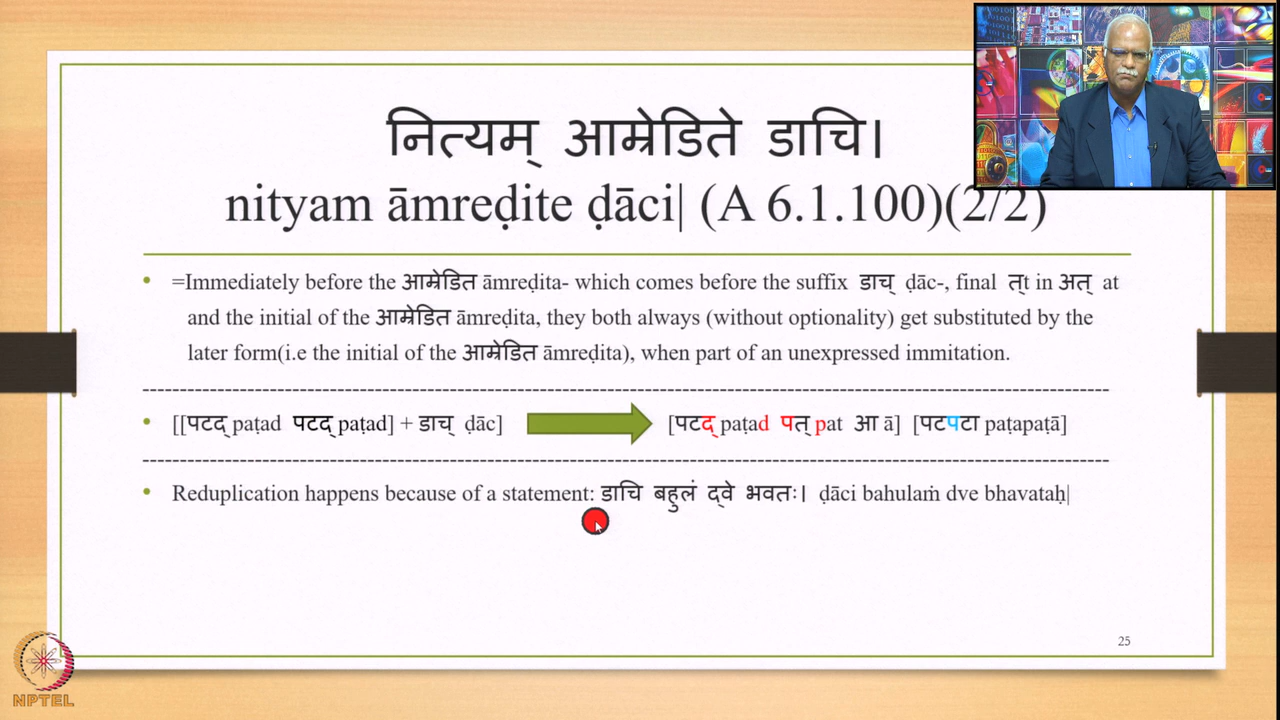 नित्यम् आम्रेडिते डाचि।
nityam āmreḍite ḍāci| (A 6.1.100)(2/2)
• =Immediately before the आम्रेडित āmreḍita- which comes before the suffix डाच् ḍāc-, final त्t in अत् at
and the initial of the आम्रेडित āmreḍita, they both always (without optionality) get substituted by the
later form(i.e the initial of the आम्रेडित āmreḍita), when part of an unexpressed immitation.
• [[पटद् paṭad पटद् paṭad] + डाच् ḍāc] [पटद् paṭad पत् pat आ ā] [पटपटा paṭapaṭā]
• Reduplication happens because of a statement: डाचि बहुलं द्वे भवतः। ḍāci bahulaṁ dve bhavataḥ|
25
NPTEL